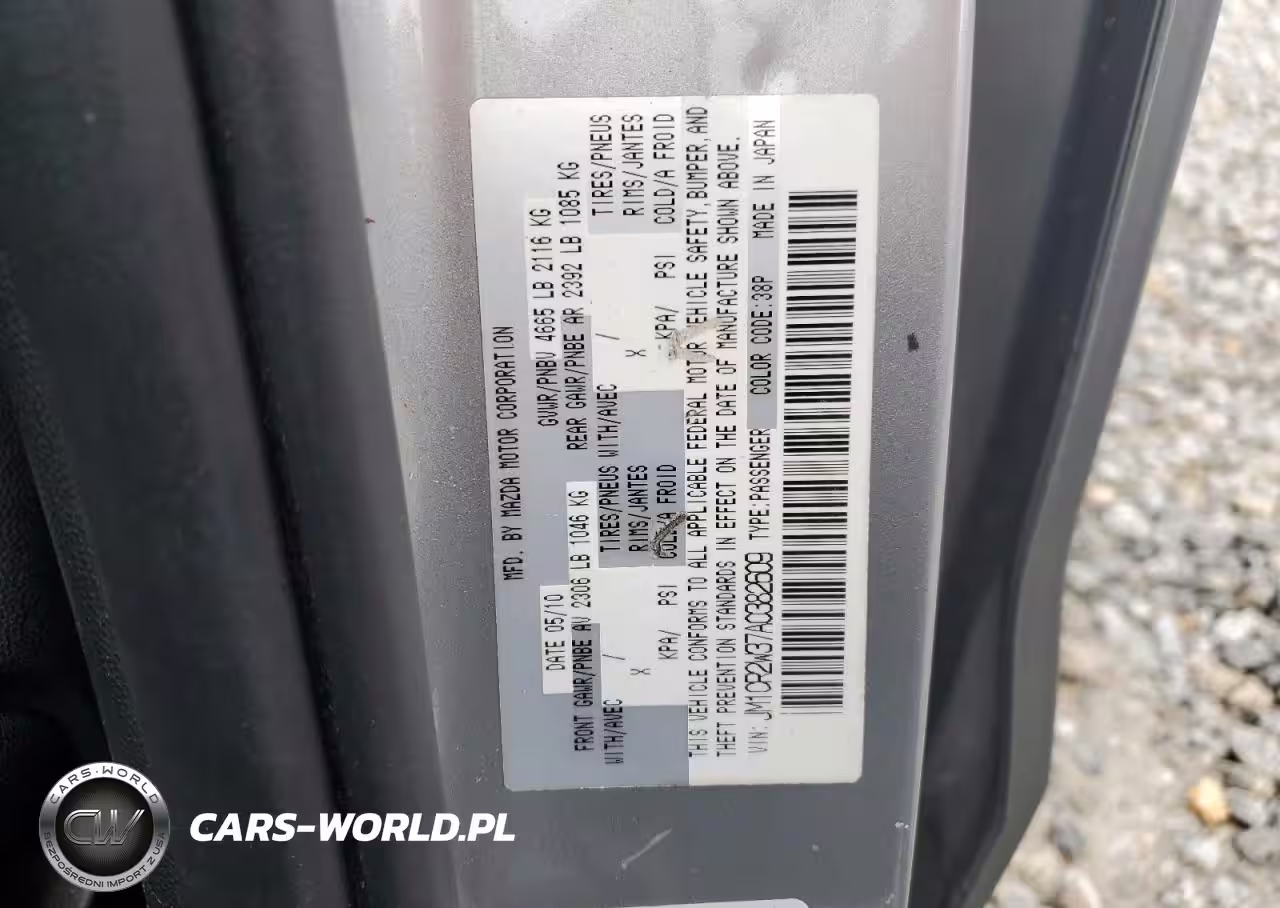 MFD. BY MAZDA MOTOR CORPORATION
DATE 05/10 GVWR/PNBV 4665 LB 2116 KG
FRONT GAWR/PNBE AV 2306 LB 1046 KG REAR GAWR/PNBE AR 2392 LB 1085 KG
WITH/AVEC / TIRES/PNEUS WITH/AVEC / TIRES/PNEUS
X RIMS/JANTES X RIMS/JANTES
KPA/ PSI COLD/A FROID KPA/ PSI COLD/A FROID
THIS VEHICLE CONFORMS TO ALL APPLICABLE FEDERAL MOTOR VEHICLE SAFETY, BUMPER, AND
THEFT PREVENTION STANDARDS IN EFFECT ON THE DATE OF MANUFACTURE SHOWN ABOVE.
VIN: JM1CR2W37A0382609 TYPE:PASSENGER COLOR CODE:38P MADE IN JAPAN
CARS·WORLD
CW
BEZPOŚREDNI IMPORT Z USA
CARS-WORLD.PL